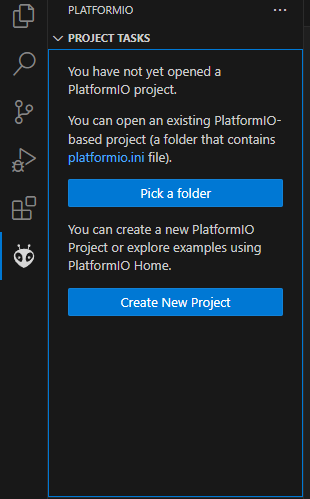 PLATFORMIO
PROJECT TASKS
You have not yet opened a
PlatformIO project.
You can open an existing PlatformIO-
based project (a folder that contains
platformio.ini file).
Pick a folder
You can create a new PlatformIO
Project or explore examples using
PlatformIO Home.
Create New Project